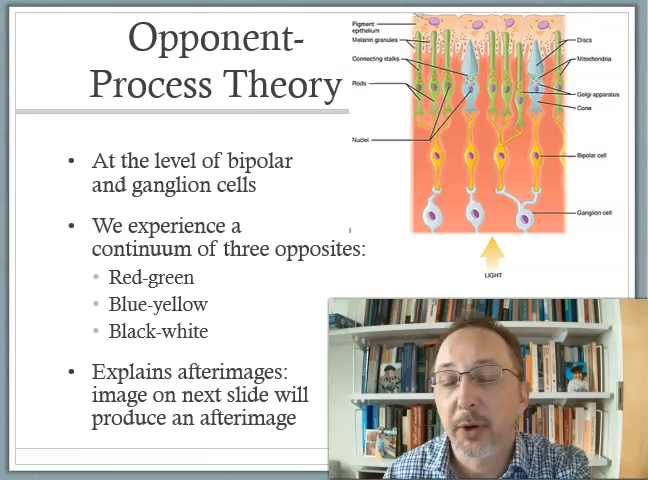 Opponent-
Process Theory
• At the level of bipolar
and ganglion cells
• We experience a
continuum of three opposites:
• Red-green
• Blue-yellow
• Black-white
• Explains afterimages:
image on next slide will
produce an afterimage
Pigment
epithelium
Melanin granules
Connecting stalks
Rods
Nuclei
Discs
Mitochondria
Golgi apparatus
Cone
Bipolar cell
Ganglion cell
LIGHT